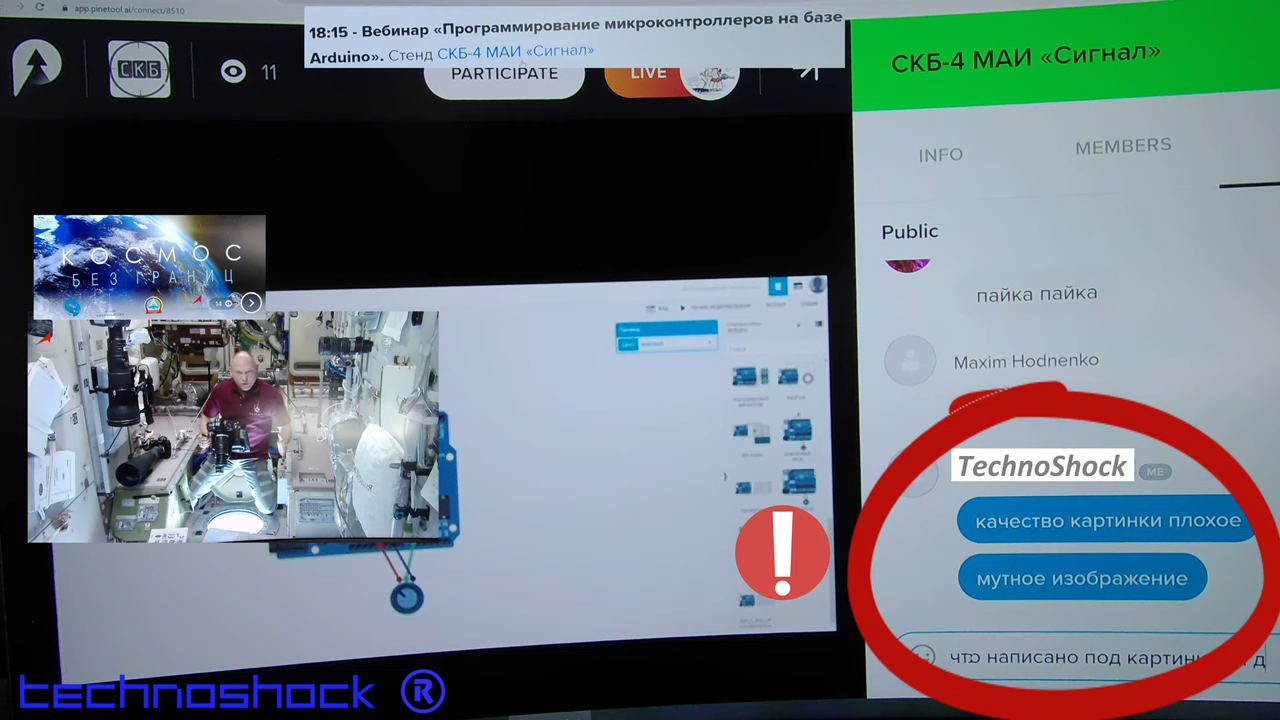 app.pinetool.ai/connect/8510
18:15 - Вебинар «Программирование микроконтроллеров на базе
Arduino». Стенд СКБ-4 МАИ «Сигнал»
СКБ
11
PARTICIPATE
LIVE
СКБ-4 МАИ «Сигнал»
INFO
MEMBERS
Public
пайка пайка
Maxim Hodnenko
TechnoShock
ME
качество картинки плохое
мутное изображение
что написано под картин
КОСМОС
БЕЗ ГРАНИЦ
14
technoshock ®